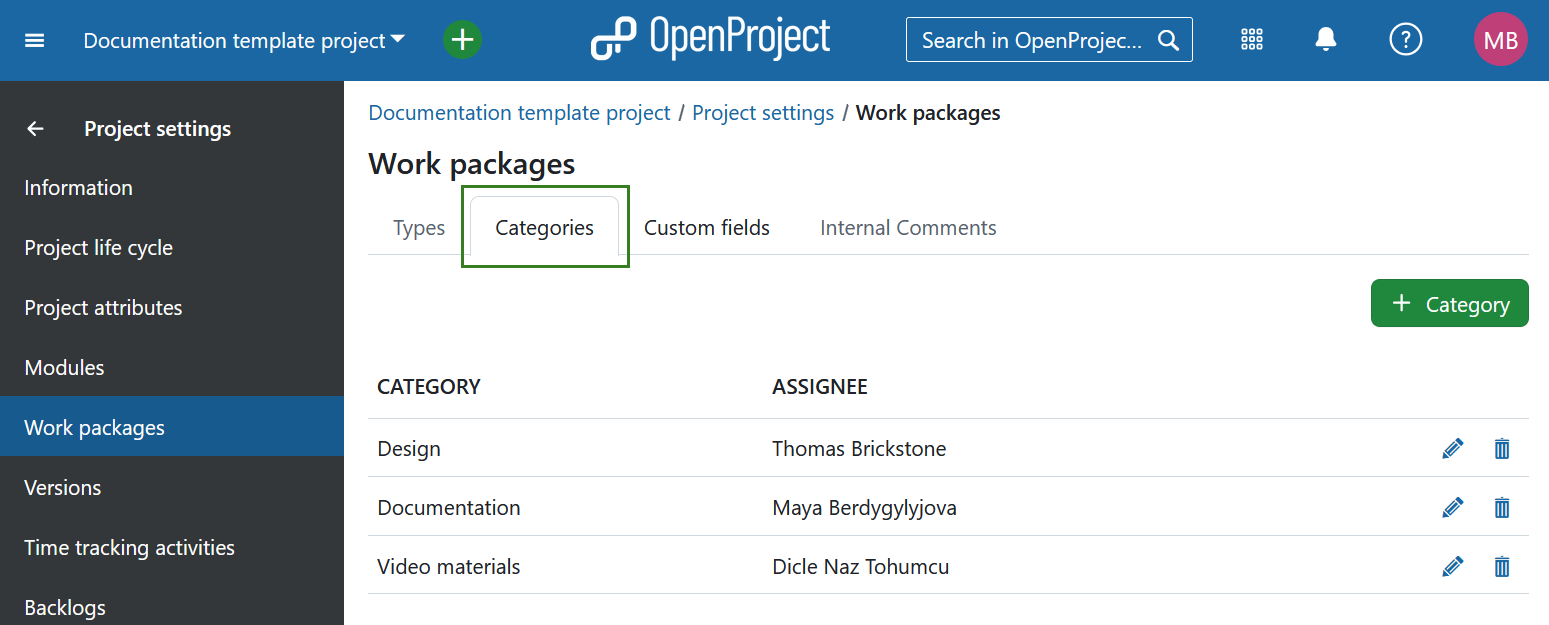 Documentation template project
OpenProject
Search in OpenProjec...
MB
Project settings
Information
Project life cycle
Project attributes
Modules
Work packages
Versions
Time tracking activities
Backlogs
Documentation template project / Project settings / Work packages
Work packages
Types Categories Custom fields Internal Comments
+ Category
CATEGORY ASSIGNEE
Design Thomas Brickstone
Documentation Maya Berdygylyjova
Video materials Dicle Naz Tohumcu